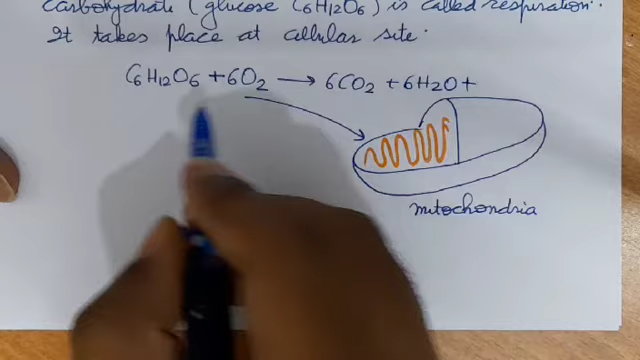 carbohydrate (glucose C6H12O6) is called respiration.
It takes place at cellular site.
C6H12O6 + 6O2 → 6CO2 + 6H2O +
mitochondria